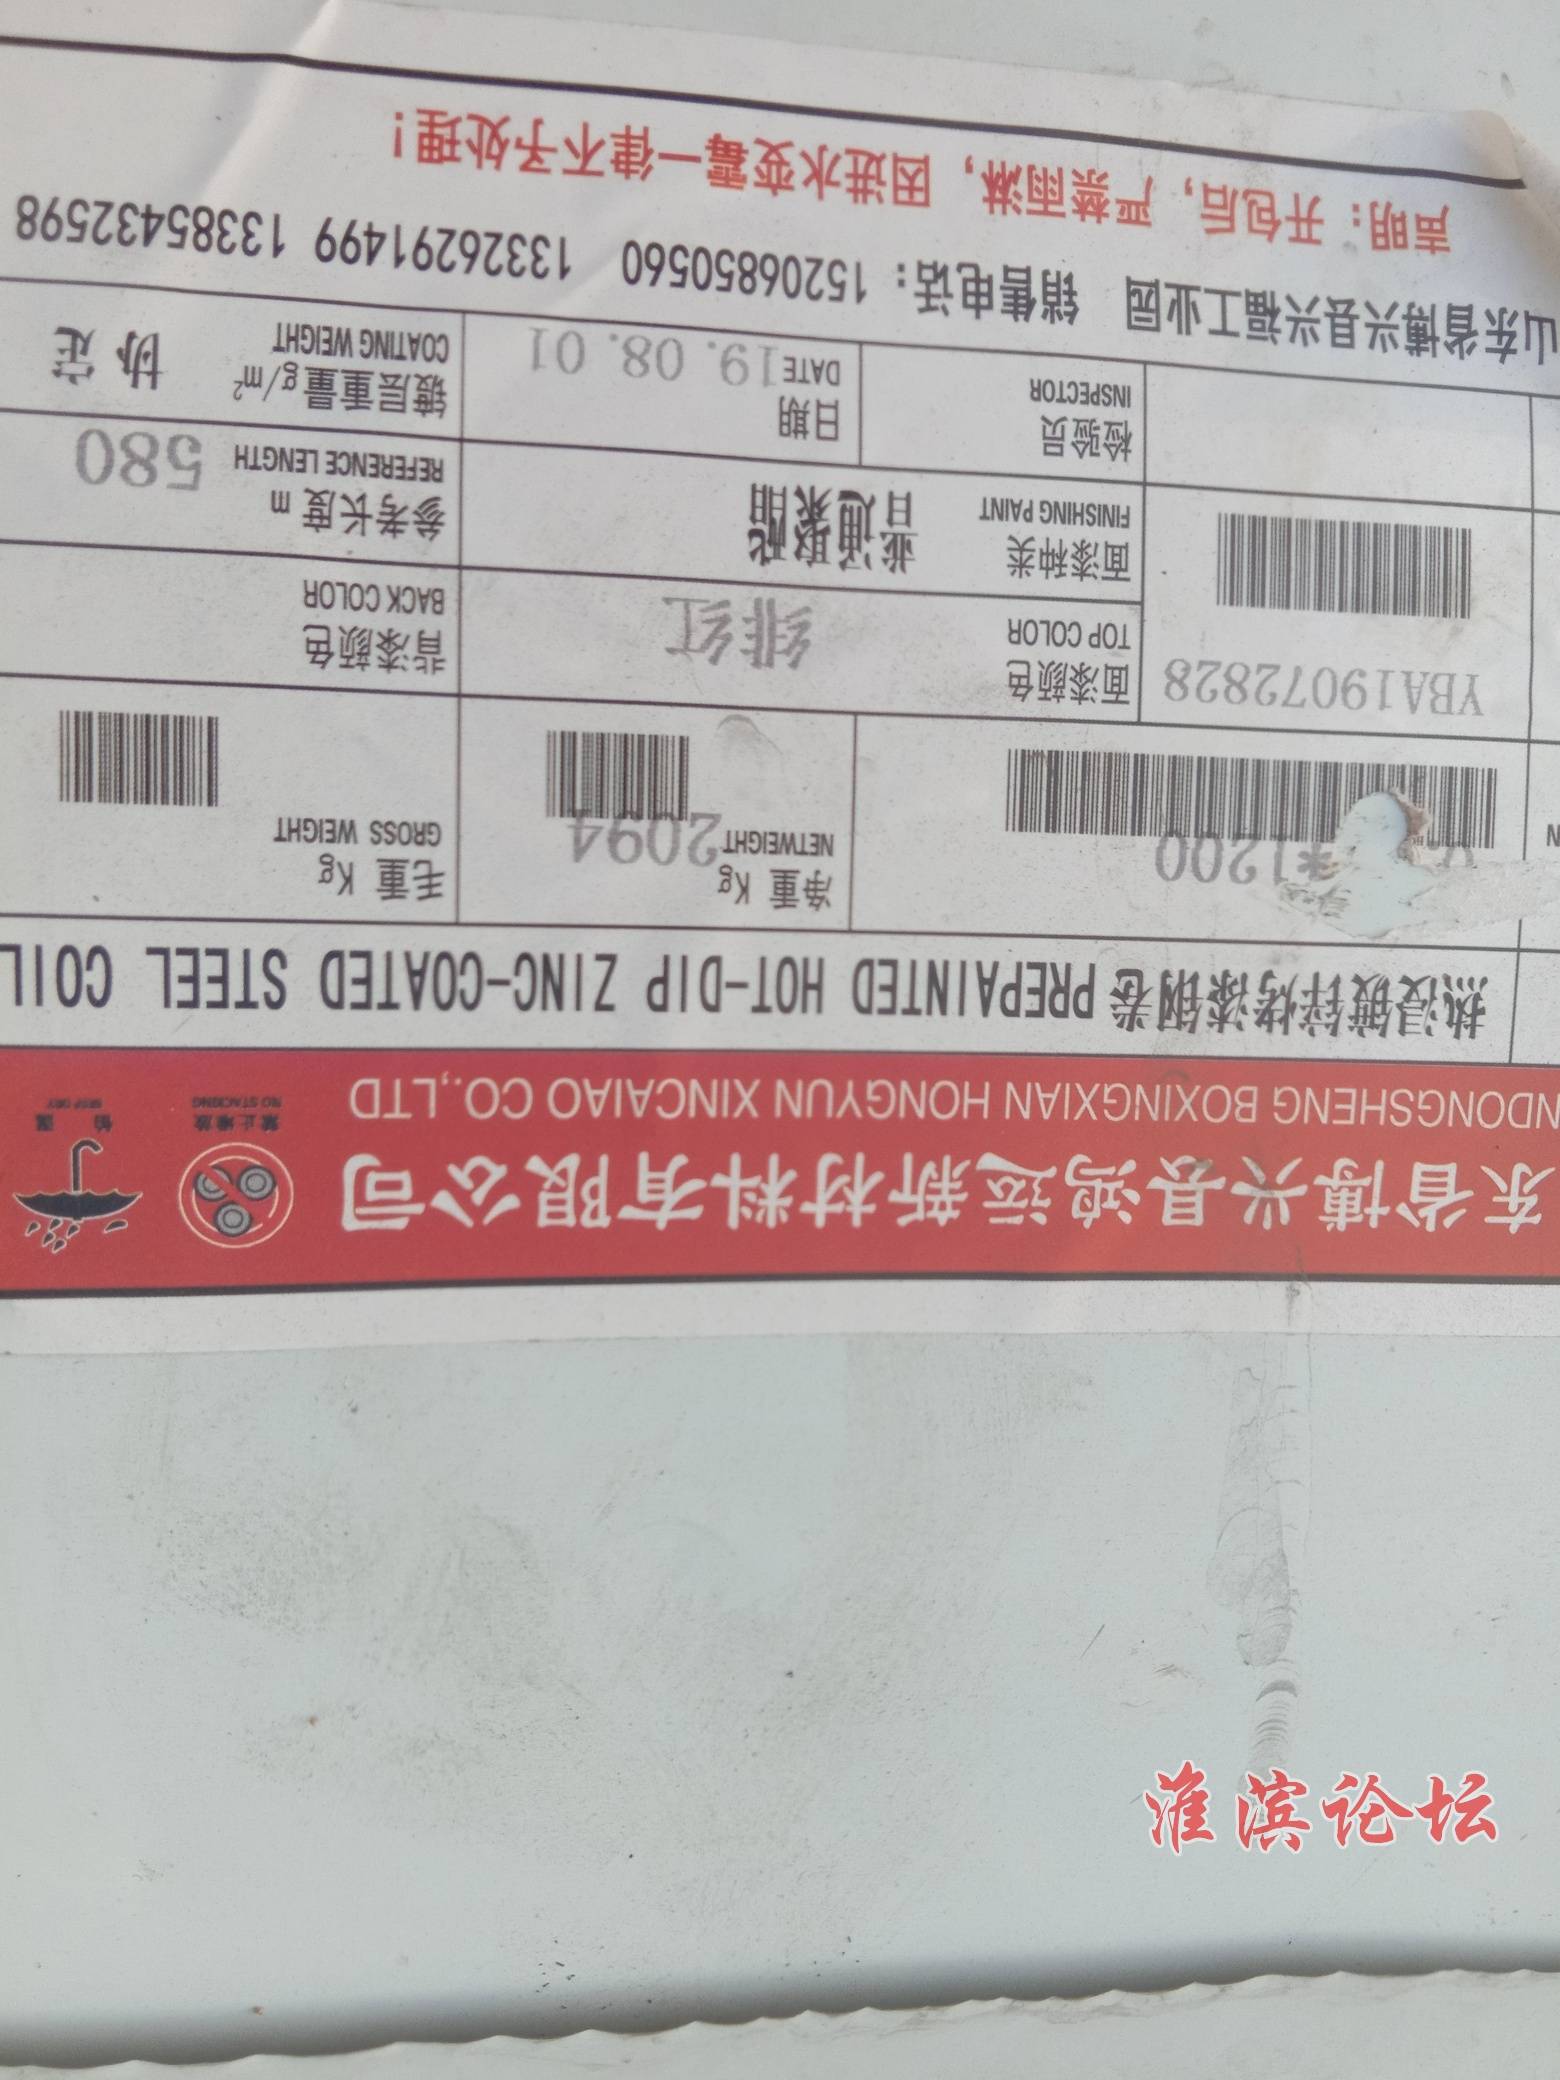 东省博兴县鸿运新材料有限公司
NDONGSHENG BOXINGXIAN HONGYUN XINCAIAO CO.,LTD
禁止堆放
NO STACKING
怕湿
KEEP DRY
热浸镀锌烤漆钢卷 PREPAINTED HOT-DIP ZINC-COATED STEEL COIL
*1200
净重 Kg
NETWEIGHT 2094
毛重 Kg
GROSS WEIGHT
YBA19072828
面漆颜色
TOP COLOR
绯红
背漆颜色
BACK COLOR
面漆种类
FINISHING PAINT
普通聚酯
参考长度 m
REFERENCE LENGTH 580
检验员
INSPECTOR
日期
DATE 19.08.01
镀层重量g/m²
COATING WEIGHT
协定
山东省博兴县兴福工业园 销售电话：15206850560 13326291499 13385432598
声明：开包后，严禁雨淋，因进水变霉一律不予处理！
淮滨论坛